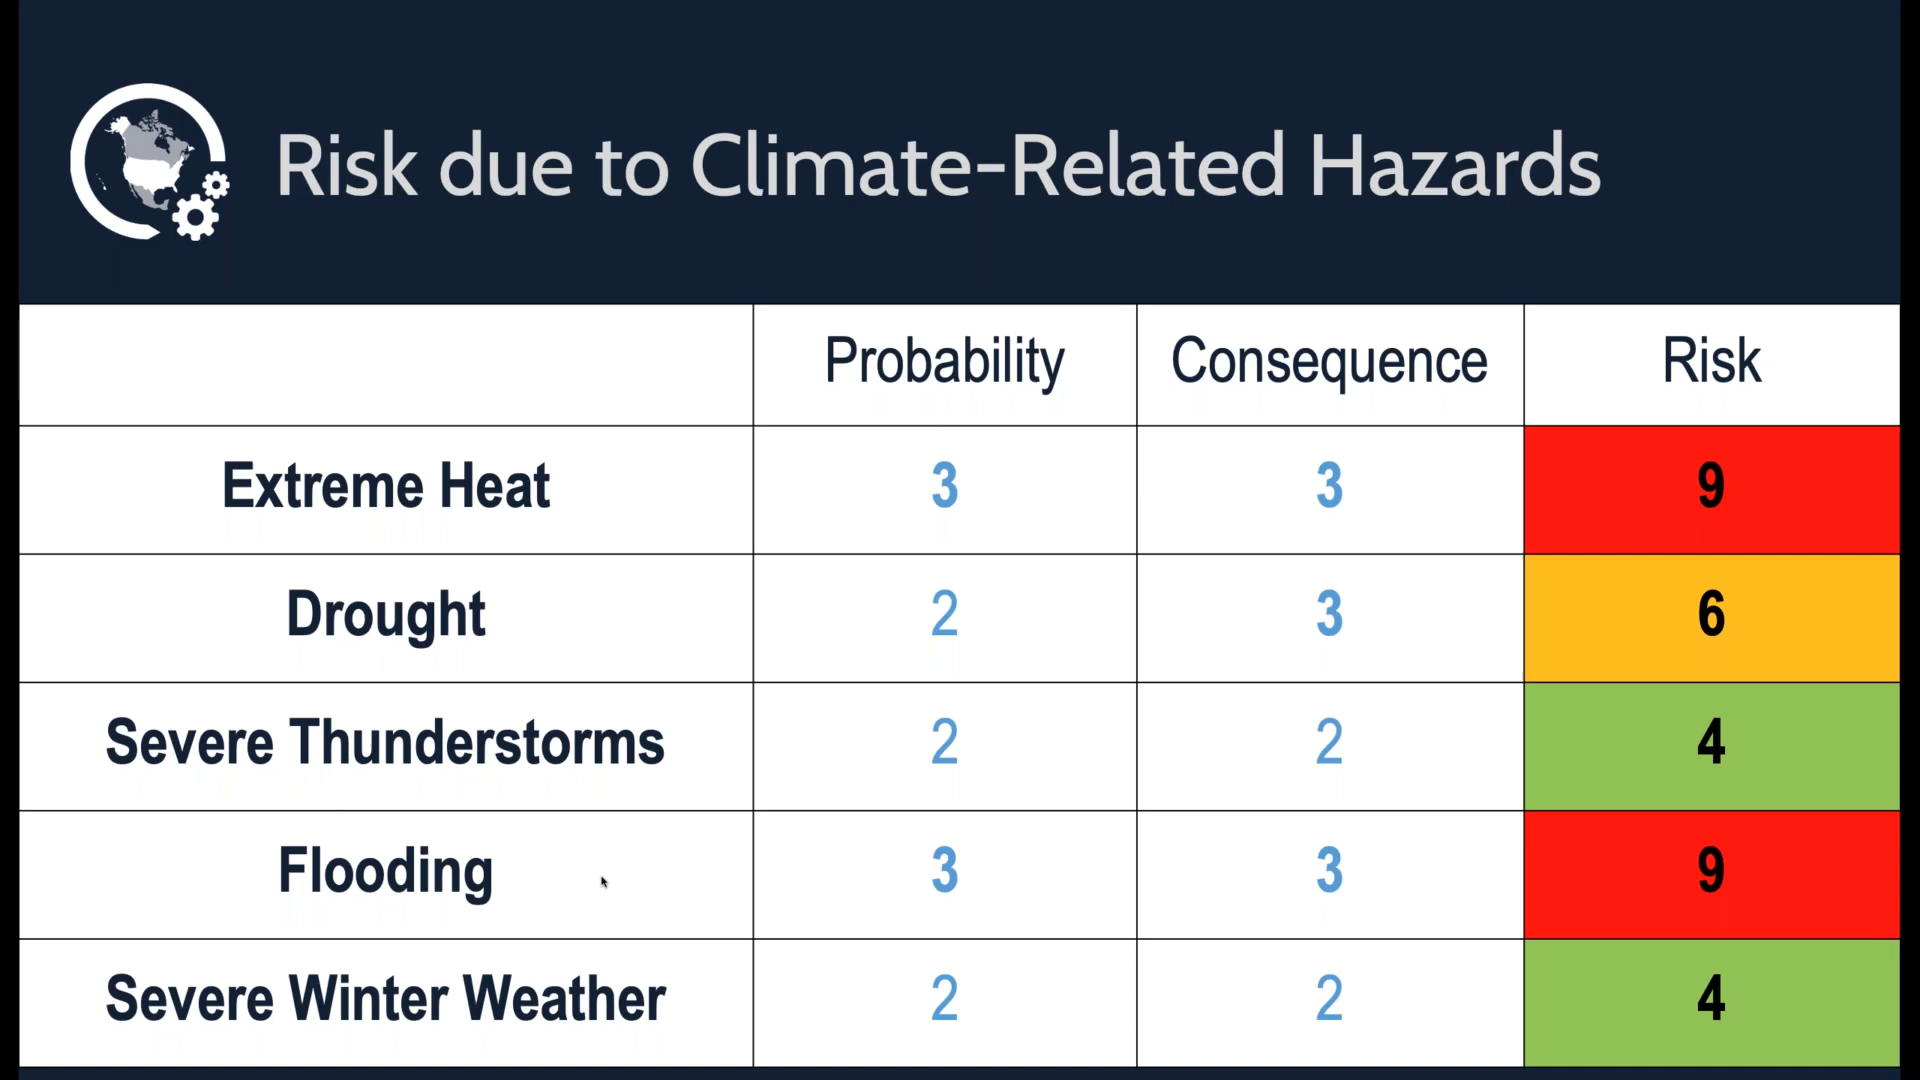 Risk due to Climate-Related Hazards
Probability Consequence Risk
Extreme Heat 3 3 9
Drought 2 3 6
Severe Thunderstorms 2 2 4
Flooding 3 3 9
Severe Winter Weather 2 2 4